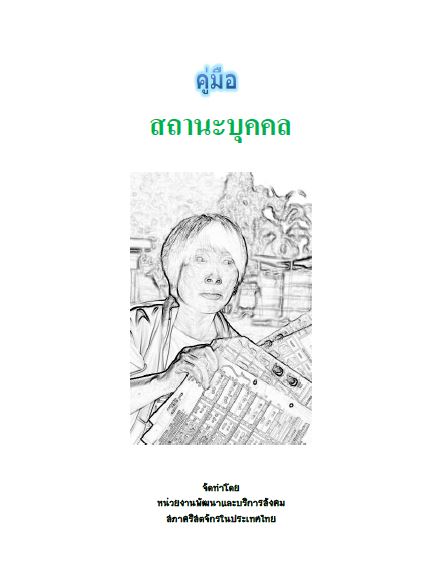 คู่มือ
สถานะบุคคล
จัดทำโดย
หน่วยงานพัฒนาและบริการสังคม
สภาคริสตจักรในประเทศไทย